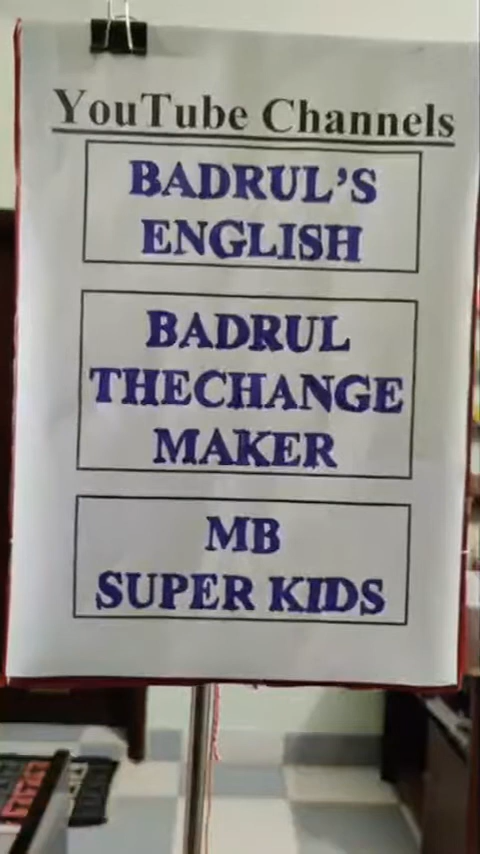 YouTube Channels
BADRUL'S
ENGLISH
BADRUL
THECHANGE
MAKER
MB
SUPER KIDS